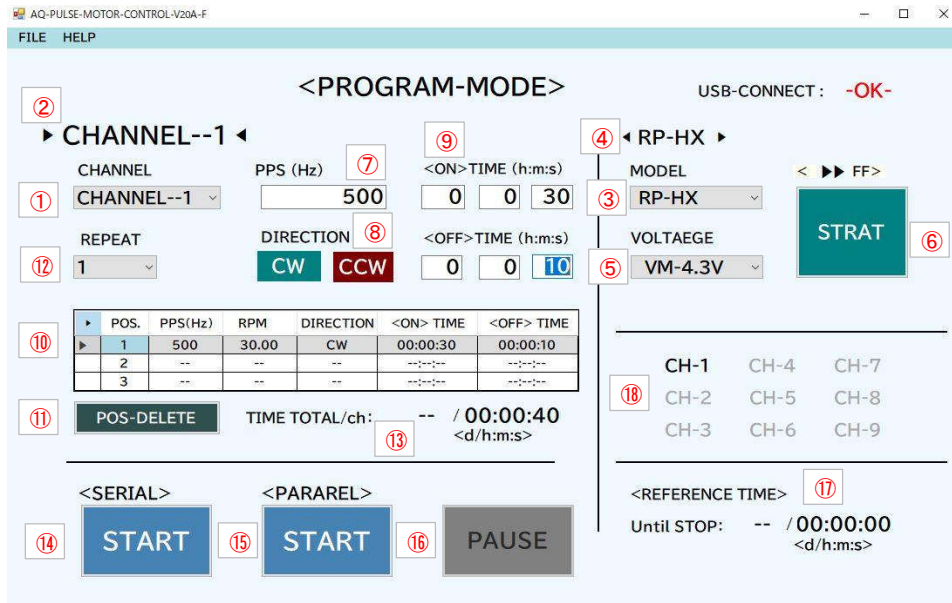 AQ-PULSE-MOTOR-CONTROL-V20A-F
FILE HELP
<PROGRAM-MODE>
USB-CONNECT : -OK-
②
▶ CHANNEL--1 ◀
⑨
④ ◀ RP-HX ▶
CHANNEL PPS (Hz) ⑦ <ON>TIME (h:m:s) MODEL < ▶▶ FF>
① CHANNEL--1 500 0 0 30 ③ RP-HX
STRAT ⑥
REPEAT DIRECTION ⑧ <OFF>TIME (h:m:s) VOLTAEGE
⑫ 1 CW CCW 0 0 10 ⑤ VM-4.3V
▶ POS. PPS(Hz) RPM DIRECTION <ON> TIME <OFF> TIME
⑩ ▶ 1 500 30.00 CW 00:00:30 00:00:10
2 -- -- -- --:--:-- --:--:--
3 -- -- -- --:--:-- --:--:--
CH-1 CH-4 CH-7
⑱ CH-2 CH-5 CH-8
CH-3 CH-6 CH-9
⑪ POS-DELETE TIME TOTAL/ch: -- / 00:00:40
⑬ <d/h:m:s>
<SERIAL> <PARAREL>
<REFERENCE TIME> ⑰
Until STOP: -- / 00:00:00
<d/h:m:s>
⑭ START ⑮ START ⑯ PAUSE